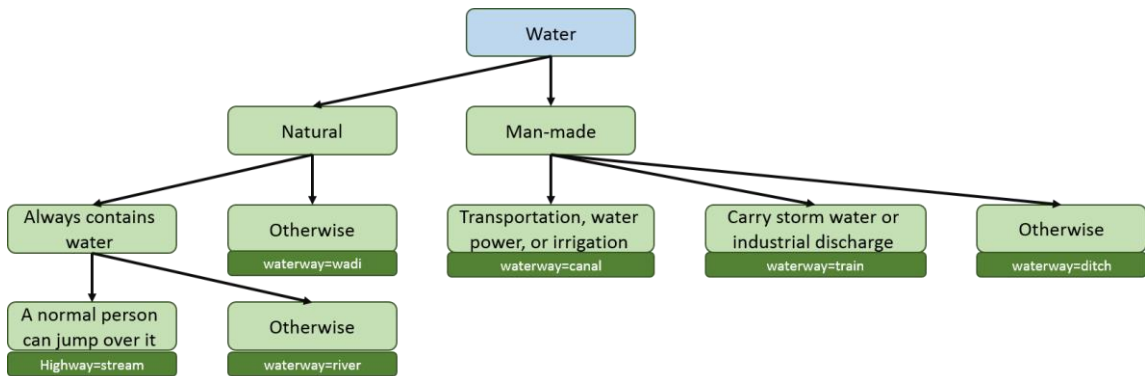 Water
Natural
Man-made
Always contains
water
Otherwise
waterway=wadi
Transportation, water
power, or irrigation
waterway=canal
Carry storm water or
industrial discharge
waterway=train
Otherwise
waterway=ditch
A normal person
can jump over it
Highway=stream
Otherwise
waterway=river